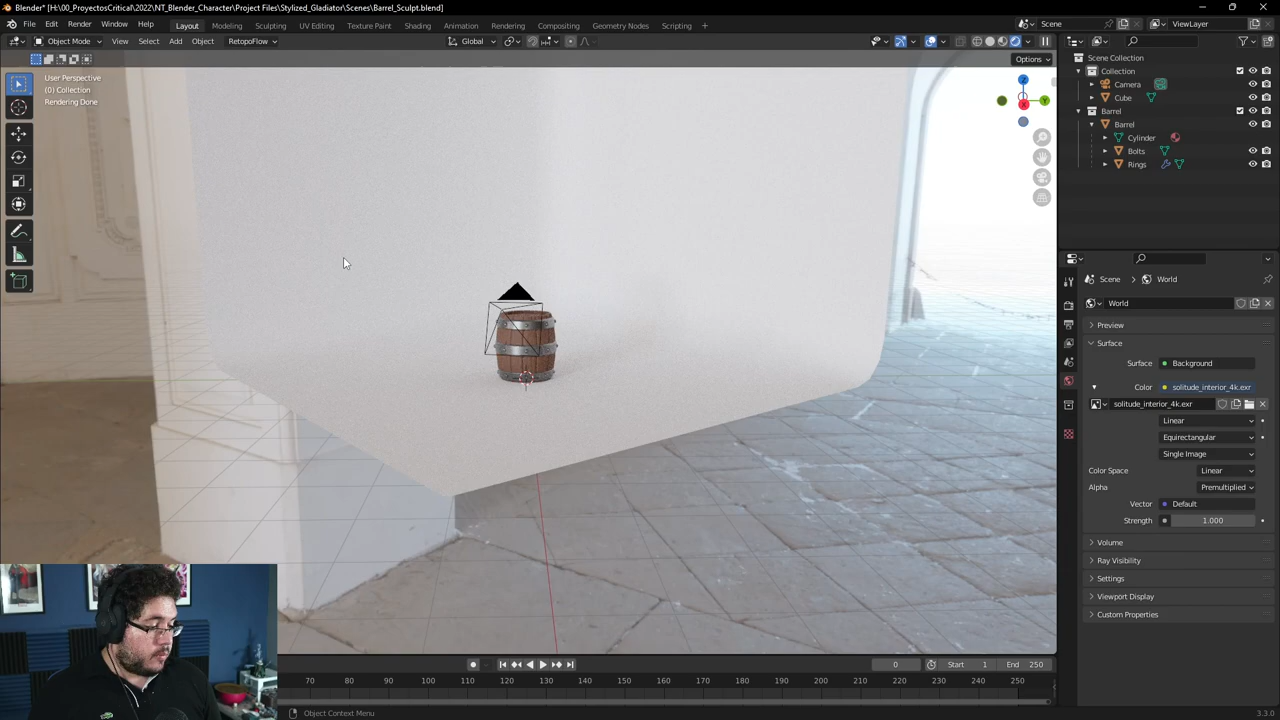 Blender* [H:\00_ProyectosCritical\2022\NT_Blender_Character\Project Files\Stylized_Gladiator\Scenes\Barrel_Sculpt.blend]
File Edit Render Window Help Layout Modeling Sculpting UV Editing Texture Paint Shading Animation Rendering Compositing Geometry Nodes Scripting + Scene ViewLayer
Object Mode View Select Add Object RetopoFlow Global
Options
User Perspective
(0) Collection
Rendering Done
Z
Y
X
Scene Collection
Collection
Camera
Cube
Barrel
Barrel
Cylinder
Bolts
Rings
Scene > World
World
Preview
Surface
Surface Background
Color solitude_interior_4k.exr
solitude_interior_4k.exr
Linear
Equirectangular
Single Image
Color Space Linear
Alpha Premultiplied
Vector Default
Strength 1.000
Volume
Ray Visibility
Settings
Viewport Display
Custom Properties
0 Start 1 End 250
70 80 90 100 110 120 130 140 150 160 170 180 190 200 210 220 230 240 250
Object Context Menu
3.3.0